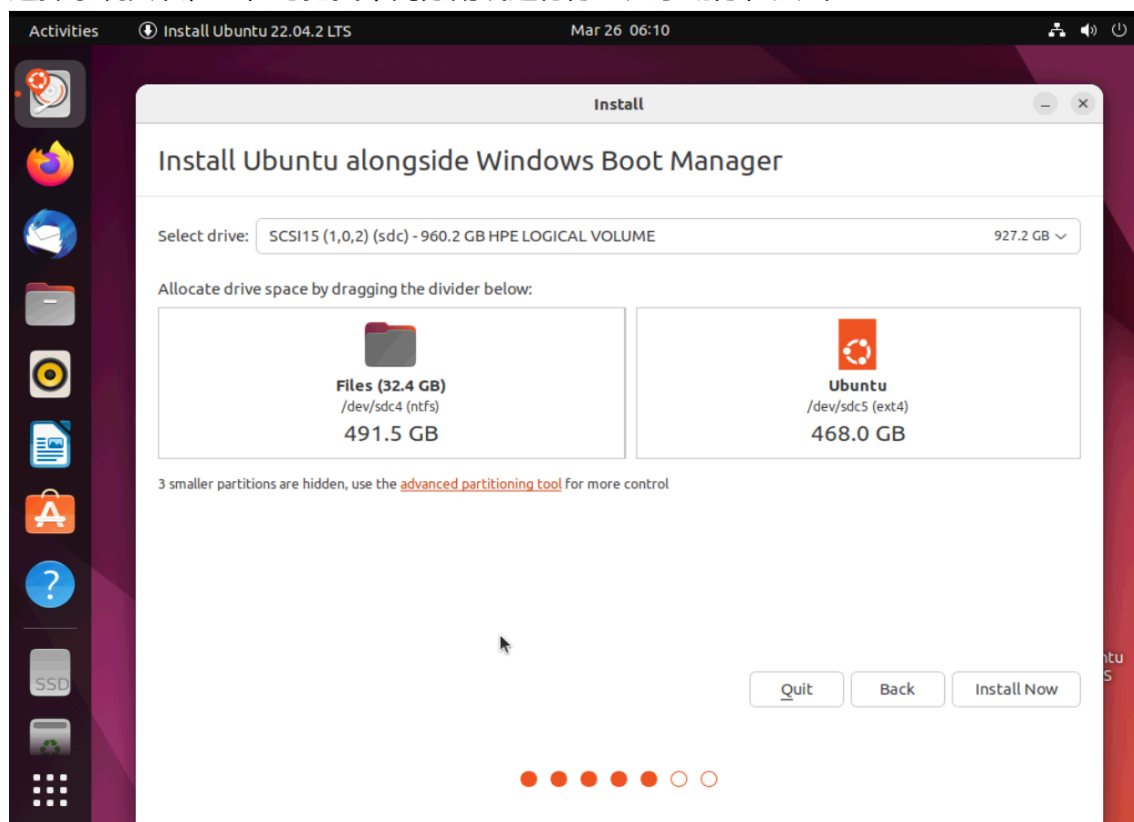 Activities
Install Ubuntu 22.04.2 LTS
Mar 26 06:10
Install
Install Ubuntu alongside Windows Boot Manager
Select drive: SCSI15 (1,0,2) (sdc) - 960.2 GB HPE LOGICAL VOLUME 927.2 GB
Allocate drive space by dragging the divider below:
Files (32.4 GB)
/dev/sdc4 (ntfs)
491.5 GB
Ubuntu
/dev/sdc5 (ext4)
468.0 GB
3 smaller partitions are hidden, use the advanced partitioning tool for more control
SSD
Quit
Back
Install Now